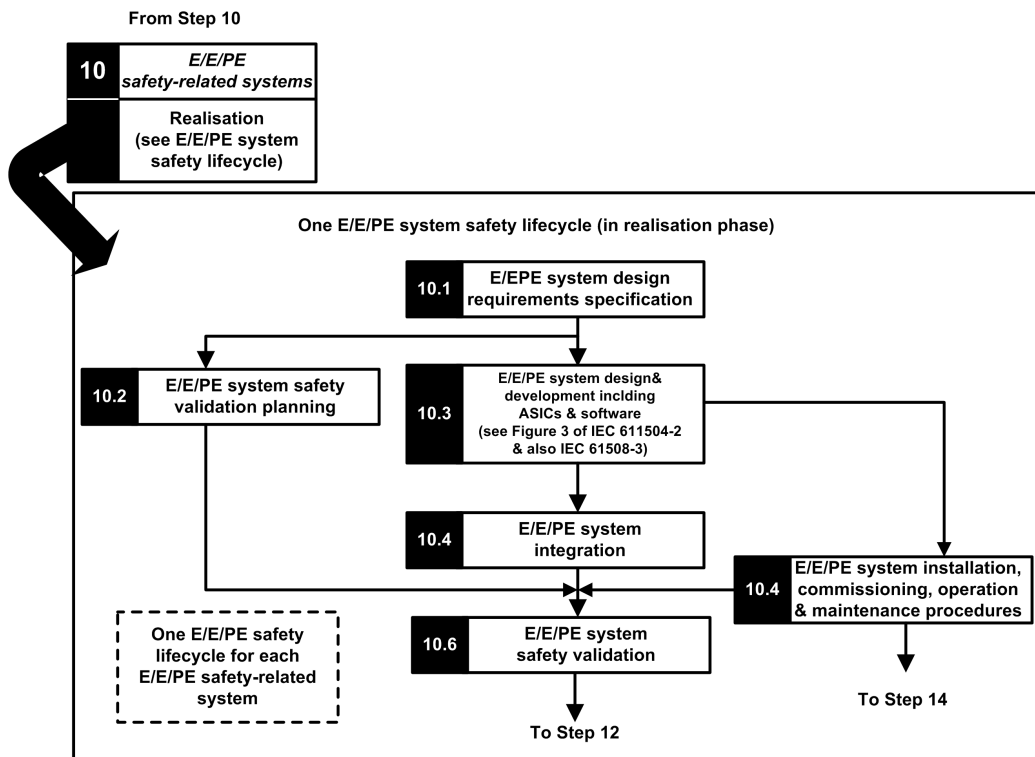 From Step 10
10
E/E/PE
safety-related systems
Realisation
(see E/E/PE system
safety lifecycle)
One E/E/PE system safety lifecycle (in realisation phase)
10.1
E/EPE system design
requirements specification
10.2
E/E/PE system safety
validation planning
10.3
E/E/PE system design&
development inclding
ASICs & software
(see Figure 3 of IEC 611504-2
& also IEC 61508-3)
10.4
E/E/PE system
integration
10.4
E/E/PE system installation,
commissioning, operation
& maintenance procedures
One E/E/PE safety
lifecycle for each
E/E/PE safety-related
system
10.6
E/E/PE system
safety validation
To Step 14
To Step 12